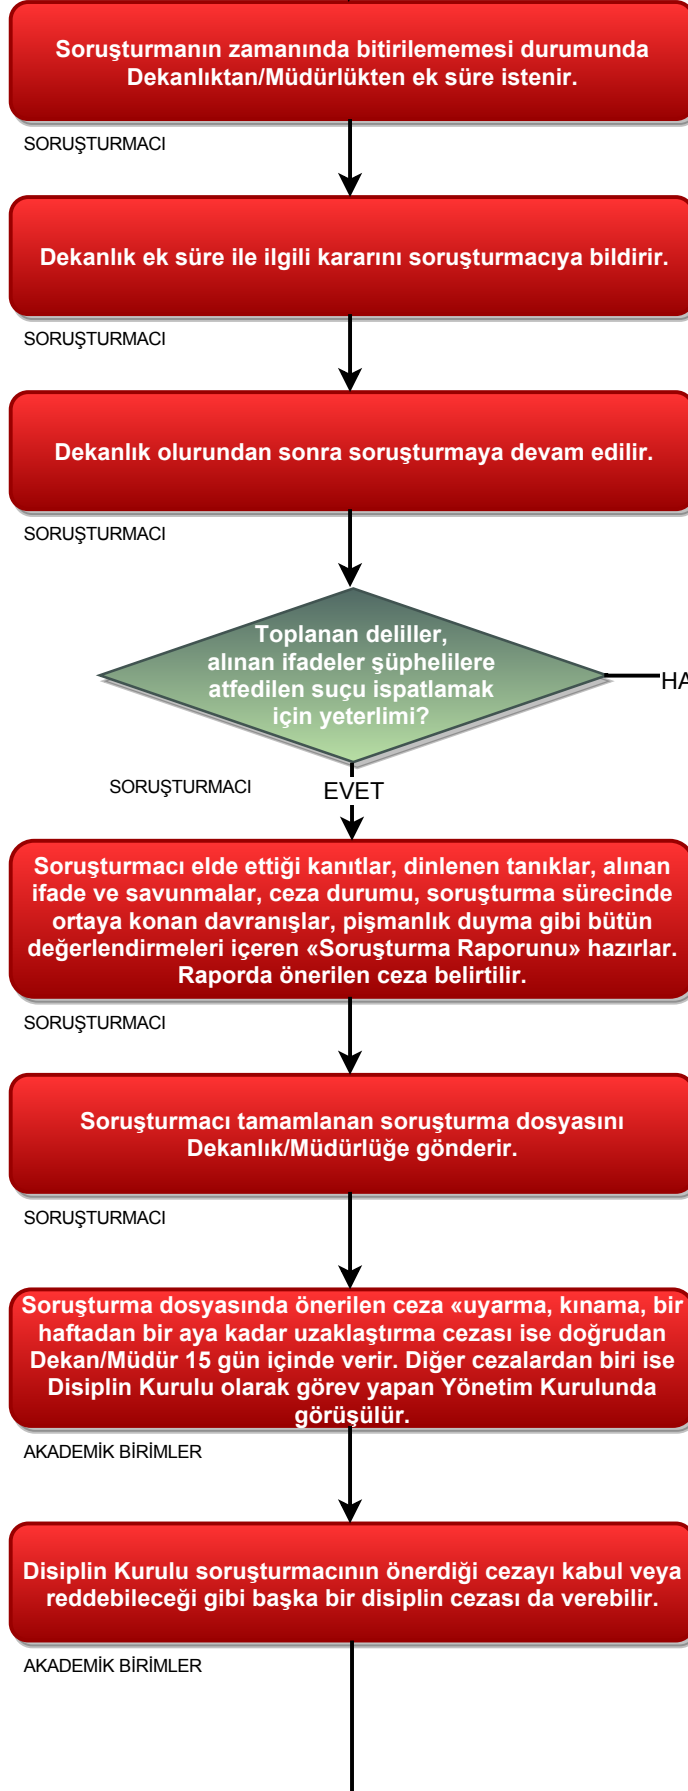 Soruşturmanın zamanında bitirilememesi durumunda
Dekanlıktan/Müdürlükten ek süre istenir.
SORUŞTURMACI
Dekanlık ek süre ile ilgili kararını soruşturmacıya bildirir.
SORUŞTURMACI
Dekanlık olurundan sonra soruşturmaya devam edilir.
SORUŞTURMACI
Toplanan deliller,
alınan ifadeler şüphelilere
atfedilen suçu ispatlamak
için yeterlimi?
HA
SORUŞTURMACI
EVET
Soruşturmacı elde ettiği kanıtlar, dinlenen tanıklar, alınan
ifade ve savunmalar, ceza durumu, soruşturma sürecinde
ortaya konan davranışlar, pişmanlık duyma gibi bütün
değerlendirmeleri içeren «Soruşturma Raporunu» hazırlar.
Raporda önerilen ceza belirtilir.
SORUŞTURMACI
Soruşturmacı tamamlanan soruşturma dosyasını
Dekanlık/Müdürlüğe gönderir.
SORUŞTURMACI
Soruşturma dosyasında önerilen ceza «uyarma, kınama, bir
haftadan bir aya kadar uzaklaştırma cezası ise doğrudan
Dekan/Müdür 15 gün içinde verir. Diğer cezalardan biri ise
Disiplin Kurulu olarak görev yapan Yönetim Kurulunda
görüşülür.
AKADEMİK BİRİMLER
Disiplin Kurulu soruşturmacının önerdiği cezayı kabul veya
reddebileceği gibi başka bir disiplin cezası da verebilir.
AKADEMİK BİRİMLER